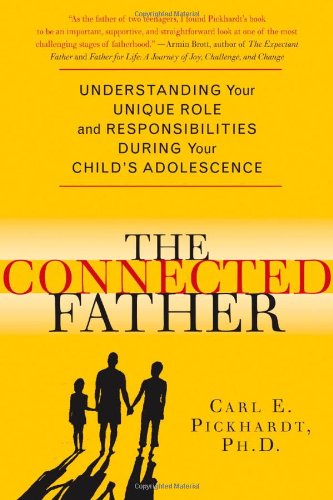 "As the father of two teenagers, I found Pickhardt's book
to be an important, supportive, and straightforward look at one of the
most challenging stages of fatherhood." —Armin Brott, author of The Expectant
Father and Father for Life: A Journey of Joy, Challenge, and Change
UNDERSTANDING Your
UNIQUE ROLE
and RESPONSIBILITIES
DURING Your
CHILD'S ADOLESCENCE
THE
CONNECTED
FATHER
CARL E.
PICKHARDT,
PH.D.